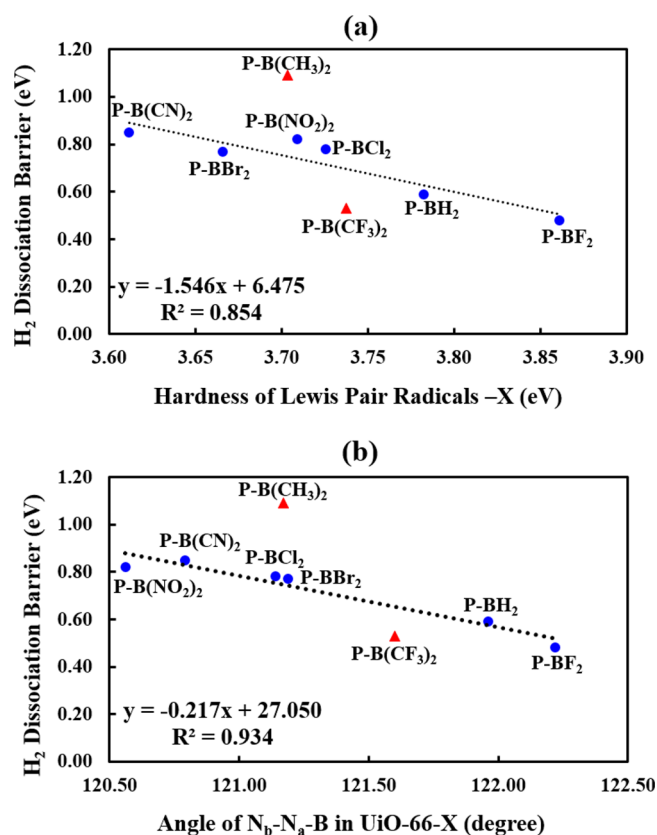 (a)
H₂ Dissociation Barrier (eV)
1.20
1.00
0.80
0.60
0.40
0.20
0.00
P-B(CH₃)₂
P-B(CN)₂
P-B(NO₂)₂
P-BCl₂
P-BBr₂
P-BH₂
P-B(CF₃)₂
P-BF₂
y = -1.546x + 6.475
R² = 0.854
3.60 3.65 3.70 3.75 3.80 3.85 3.90
Hardness of Lewis Pair Radicals –X (eV)
(b)
H₂ Dissociation Barrier (eV)
1.20
1.00
0.80
0.60
0.40
0.20
0.00
P-B(CH₃)₂
P-B(CN)₂
P-BCl₂
P-B(NO₂)₂
P-BBr₂
P-BH₂
P-B(CF₃)₂
P-BF₂
y = -0.217x + 27.050
R² = 0.934
120.50 121.00 121.50 122.00 122.50
Angle of N_b-N_a-B in UiO-66-X (degree)